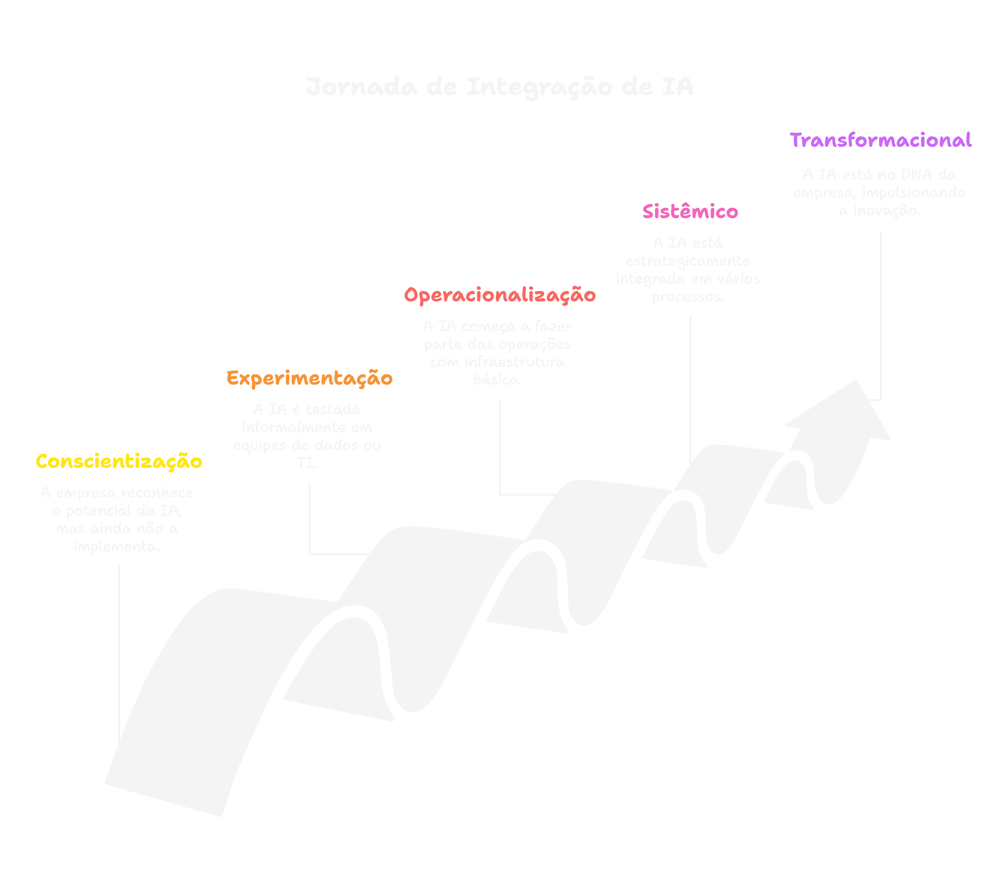 Jornada de Integração de IA
Transformacional
A IA está no DNA da
empresa, impulsionando
a inovação.
Sistêmico
A IA está
estrategicamente
integrada em vários
processos.
Operacionalização
A IA começa a fazer
parte das operações
com infraestrutura
básica.
Experimentação
A IA é testada
informalmente em
equipes de dados ou
TI.
Conscientização
A empresa reconhece
o potencial da IA,
mas ainda não a
implementa.